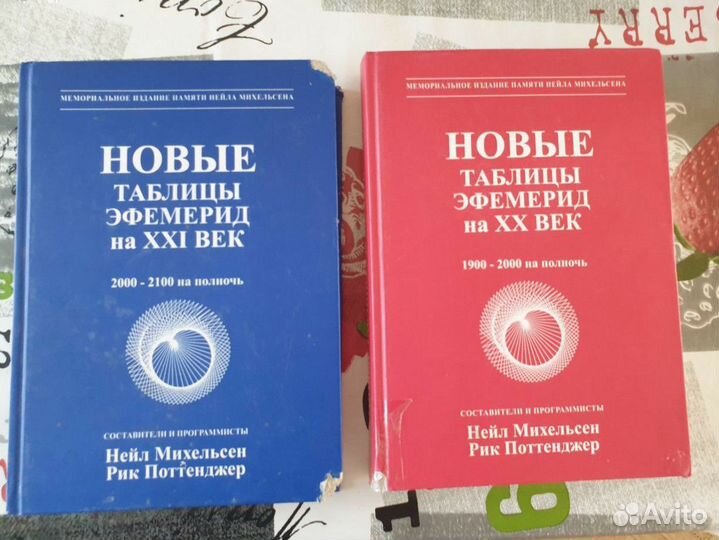 МЕМОРИАЛЬНОЕ ИЗДАНИЕ ПАМЯТИ НЕЙЛА МИХЕЛЬСЕНА
НОВЫЕ
ТАБЛИЦЫ
ЭФЕМЕРИД
на XXI ВЕК
2000 - 2100 на полночь
СОСТАВИТЕЛИ И ПРОГРАММИСТЫ
Нейл Михельсен
Рик Поттенджер
МЕМОРИАЛЬНОЕ ИЗДАНИЕ ПАМЯТИ НЕЙЛА МИХЕЛЬСЕНА
НОВЫЕ
ТАБЛИЦЫ
ЭФЕМЕРИД
на XX ВЕК
1900 - 2000 на полночь
СОСТАВИТЕЛИ И ПРОГРАММИСТЫ
Нейл Михельсен
Рик Поттенджер
BERRY
Avito